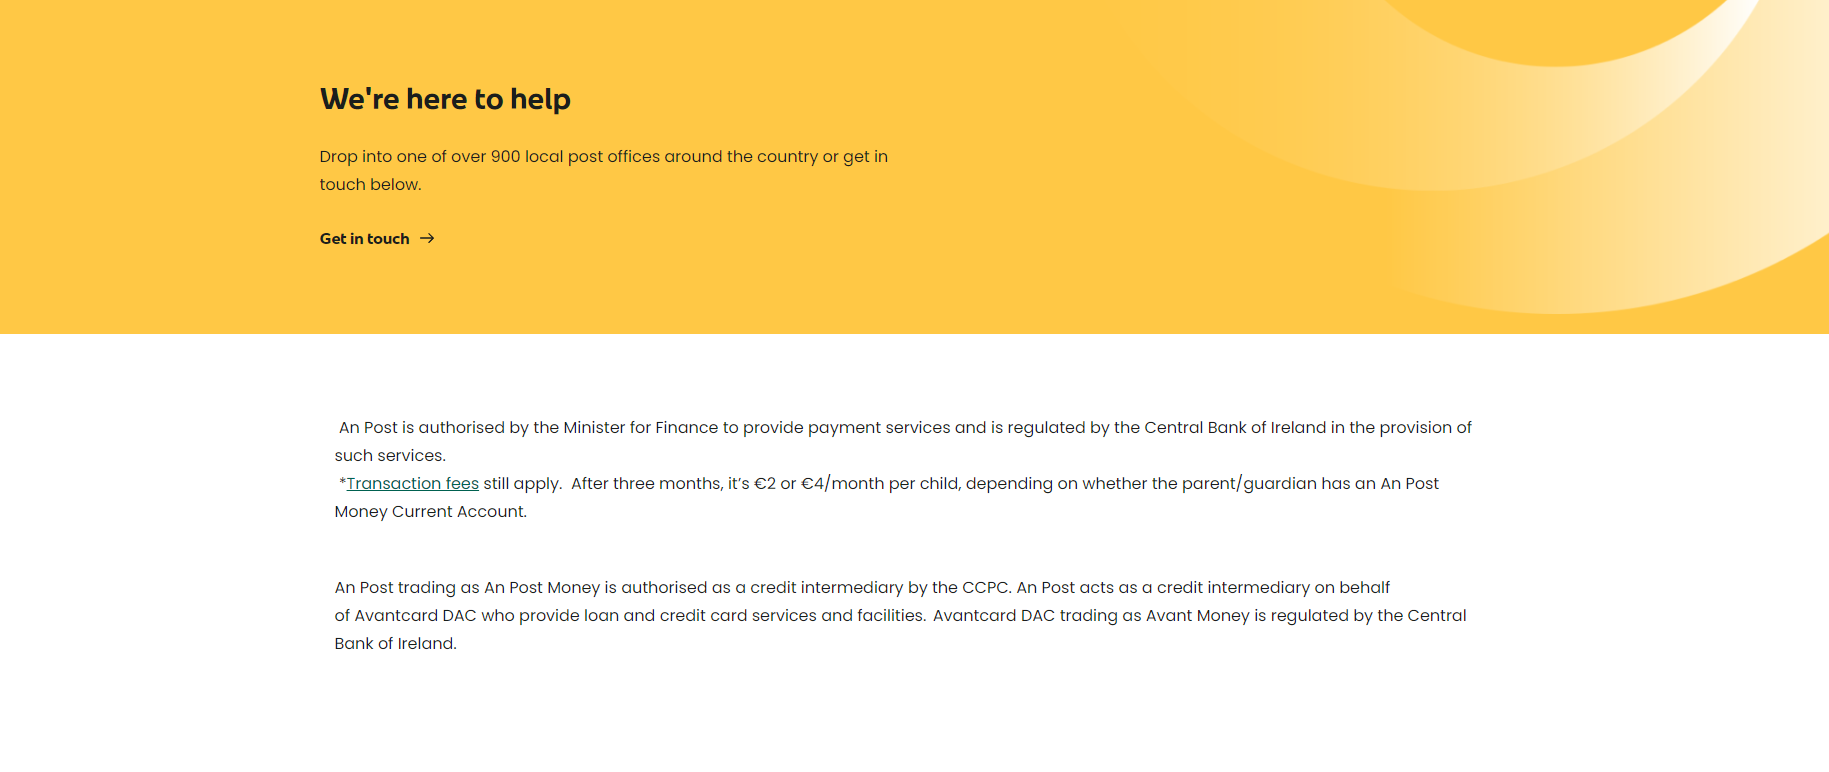 We're here to help
Drop into one of over 900 local post offices around the country or get in
touch below.
Get in touch →
An Post is authorised by the Minister for Finance to provide payment services and is regulated by the Central Bank of Ireland in the provision of
such services.
*Transaction fees still apply.  After three months, it’s €2 or €4/month per child, depending on whether the parent/guardian has an An Post
Money Current Account.
An Post trading as An Post Money is authorised as a credit intermediary by the CCPC. An Post acts as a credit intermediary on behalf
of Avantcard DAC who provide loan and credit card services and facilities.  Avantcard DAC trading as Avant Money is regulated by the Central
Bank of Ireland.